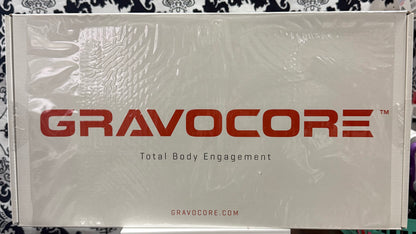 GRAVOCORE™
Total Body Engagement
GRAVOCORE.COM